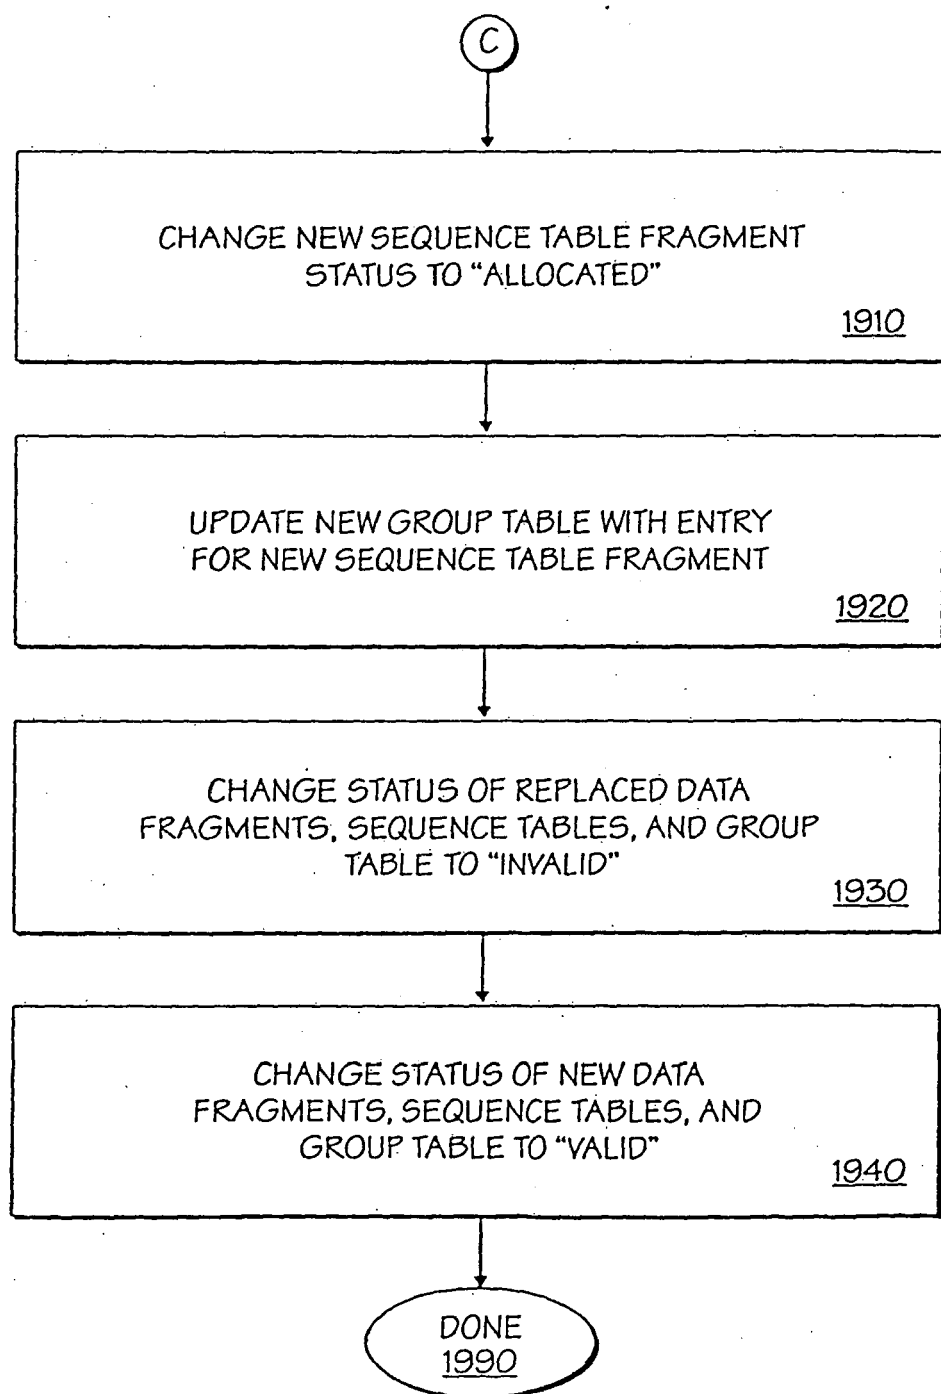 C
CHANGE NEW SEQUENCE TABLE FRAGMENT
STATUS TO “ALLOCATED”
1910
UPDATE NEW GROUP TABLE WITH ENTRY
FOR NEW SEQUENCE TABLE FRAGMENT
1920
CHANGE STATUS OF REPLACED DATA
FRAGMENTS, SEQUENCE TABLES, AND GROUP
TABLE TO “INVALID”
1930
CHANGE STATUS OF NEW DATA
FRAGMENTS, SEQUENCE TABLES, AND
GROUP TABLE TO “VALID”
1940
DONE
1990